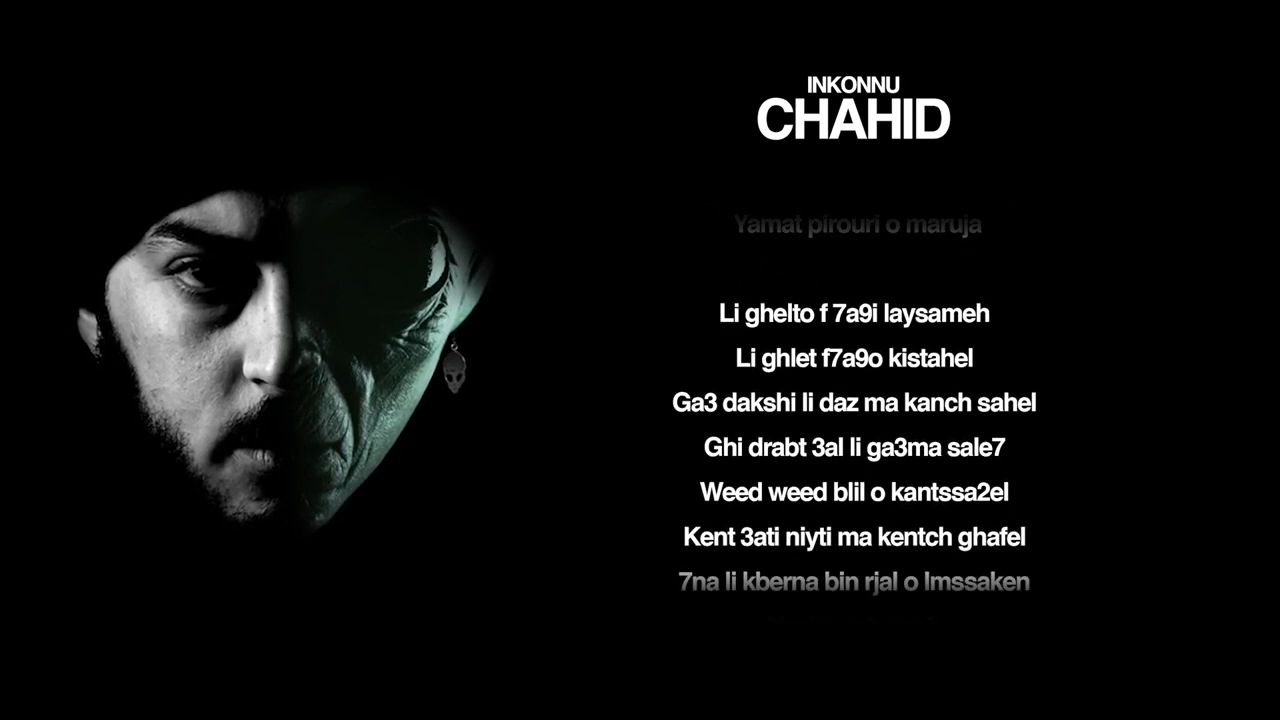 INKONNU
CHAHID
Yamat pirouri o maruja
Li ghelto f 7a9i laysameh
Li ghlet f7a9o kistahel
Ga3 dakshi li daz ma kanch sahel
Ghi drabt 3al li ga3ma sale7
Weed weed blil o kantssa2el
Kent 3ati niyti ma kentch ghafel
7na li kberna bin rjal o lmssaken